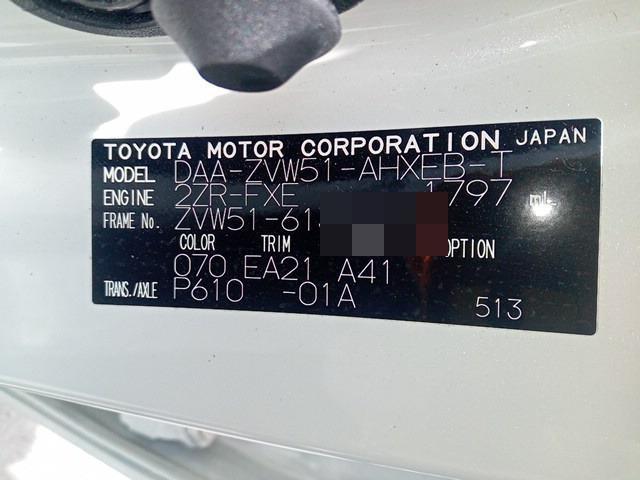 TOYOTA MOTOR CORPORATION JAPAN
MODEL DAA-ZVW51-AHXEB-T
ENGINE 2ZR-FXE 1797 mL
FRAME No. ZVW51-61
COLOR TRIM OPTION
070 EA21 A41
TRANS./AXLE P610 -01A
513